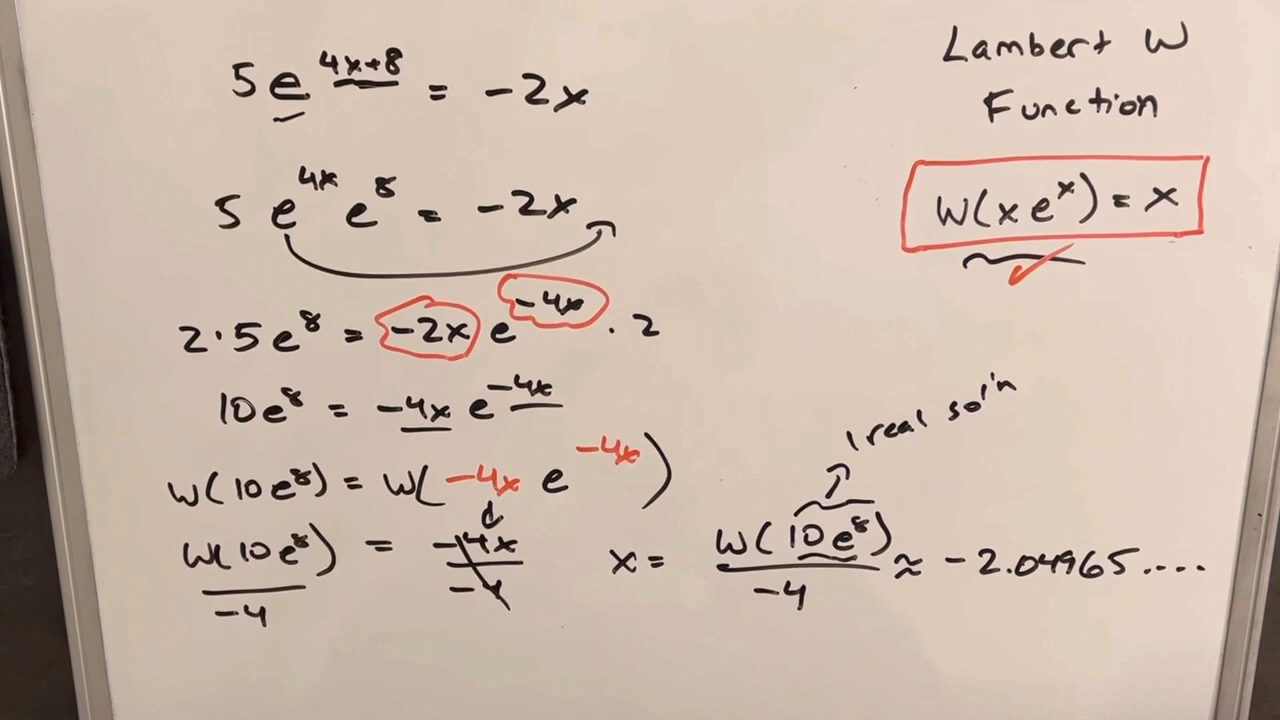 5e^{4x+8} = -2x
5 e^{4x} e^8 = -2x
2·5e^8 = -2x e^{-4x} · 2
10e^8 = -4x e^{-4x}
W(10e^8) = W(-4x e^{-4x})
W(10e^8)/-4 = -4x/-4
x = W(10e^8)/-4 ≈ -2.04965....
1 real sol'n
Lambert W
Function
W(xe^x) = x